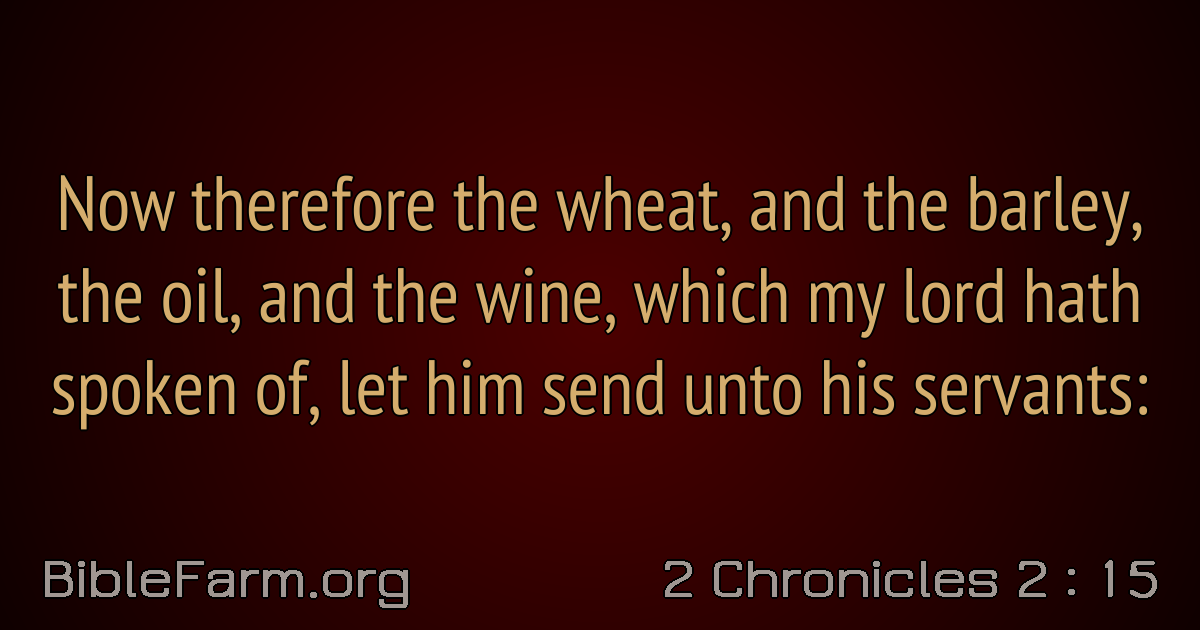 Now therefore the wheat, and the barley,
the oil, and the wine, which my lord hath
spoken of, let him send unto his servants:
BibleFarm.org
2 Chronicles 2 : 15